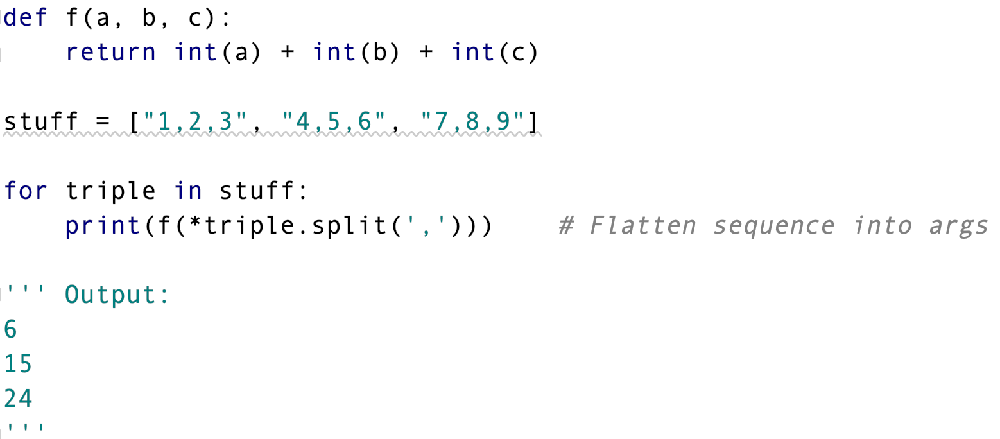 def f(a, b, c):
    return int(a) + int(b) + int(c)
stuff = ["1,2,3", "4,5,6", "7,8,9"]
for triple in stuff:
    print(f(*triple.split(',')))    # Flatten sequence into args
''' Output:
6
15
24
'''